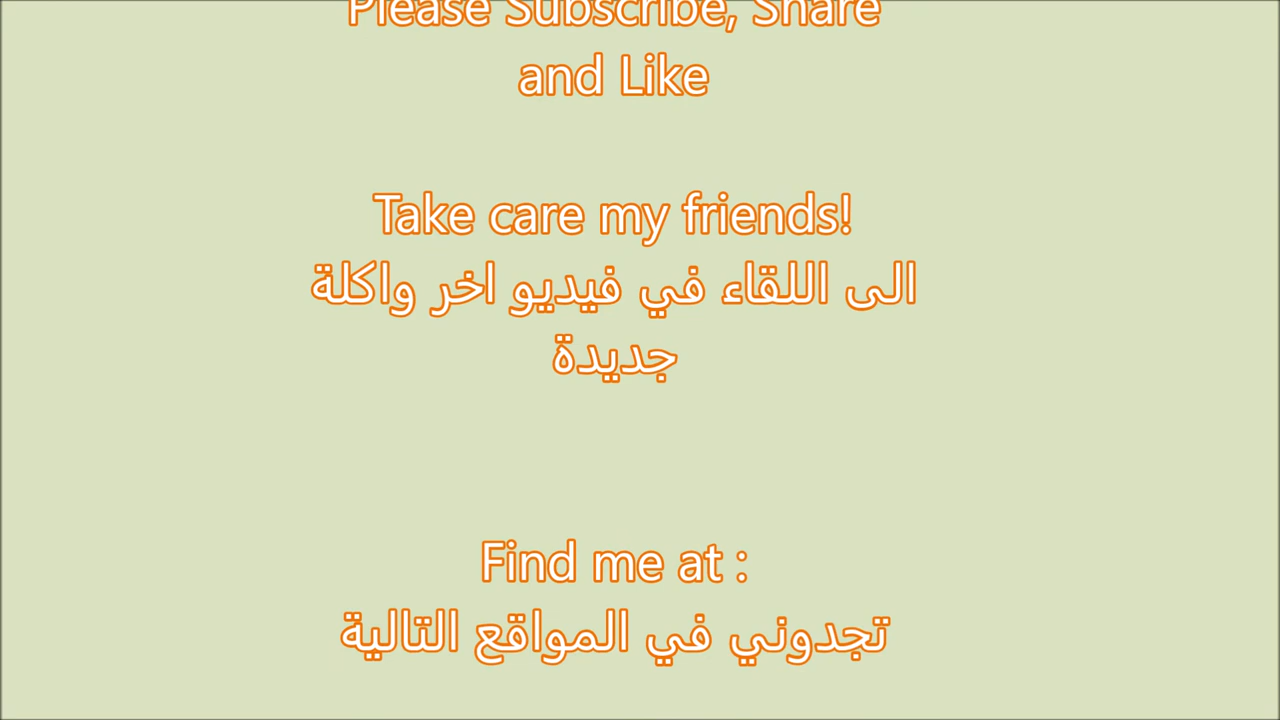 Please Subscribe, Share
and Like
Take care my friends!
الى اللقاء في فيديو اخر واكلة
جديدة
Find me at :
تجدوني في المواقع التالية